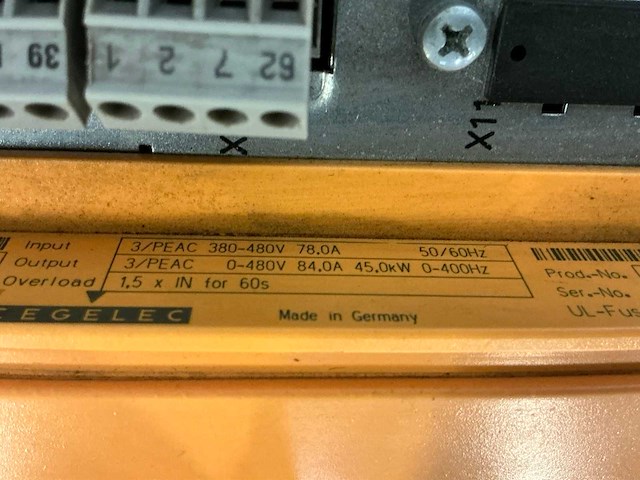 39 1 2 7 62
X X11
Input 3/PEAC 380-480V 78.0A 50/60Hz
Output 3/PEAC 0-480V 84.0A 45.0kW 0-400Hz
Overload 1.5 x IN for 60s
CEGELEC Made in Germany
Prod.-No.
Ser.-No.
UL-Fus